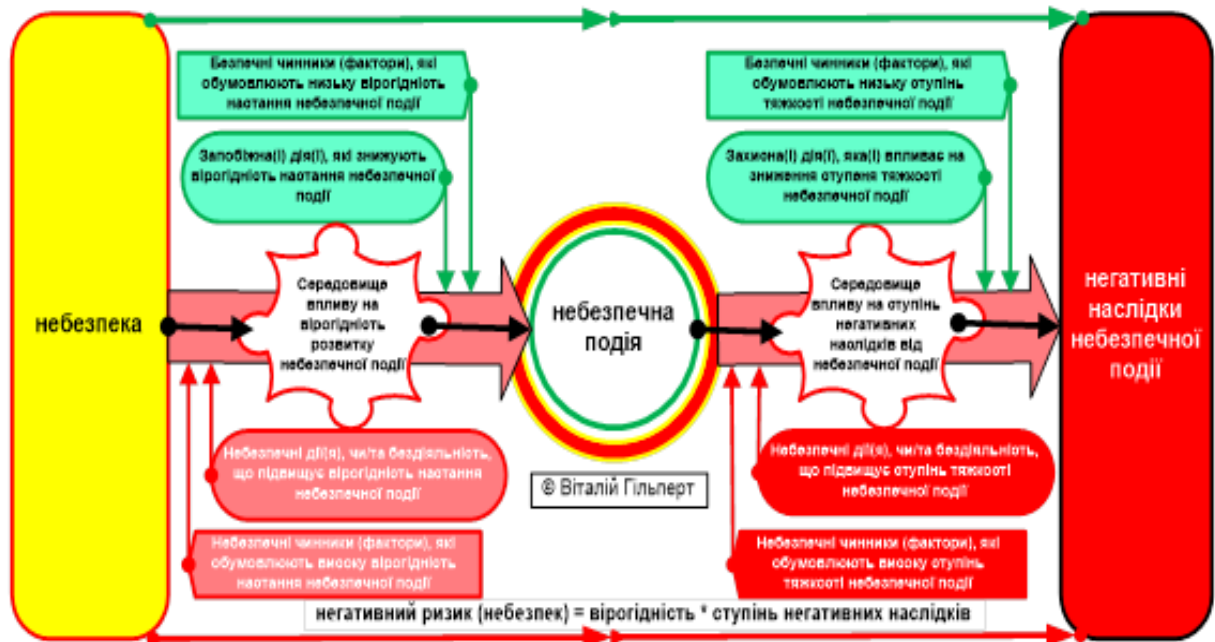 Безпечні чинники (фактори), які
обумовлюють низьку вірогідність
настання небезпечної події
Безпечні чинники (фактори), які
обумовлюють низьку ступінь
тяжкості небезпечної події
Запобіжна(і) дія(ї), які знижують
вірогідність настання небезпечної
події
Захисна(і) дія(ї), яка(і) впливає на
зниження ступеня тяжкості
небезпечної події
небезпека
Середовище
впливу на
вірогідність
розвитку
небезпечної події
небезпечна
подія
Середовище
впливу на ступінь
негативних
наслідків від
небезпечної події
негативні
наслідки
небезпечної
події
Небезпечні дії(я), чи/та бездіяльність,
що підвищує вірогідність настання
небезпечної події
Небезпечні дії(я), чи/та бездіяльність,
що підвищує ступінь тяжкості
небезпечної події
© Віталій Гільперт
Небезпечні чинники (фактори), які
обумовлюють високу вірогідність
настання небезпечної події
Небезпечні чинники (фактори), які
обумовлюють високу ступінь
тяжкості небезпечної події
негативний ризик (небезпек) = вірогідність * ступінь негативних наслідків